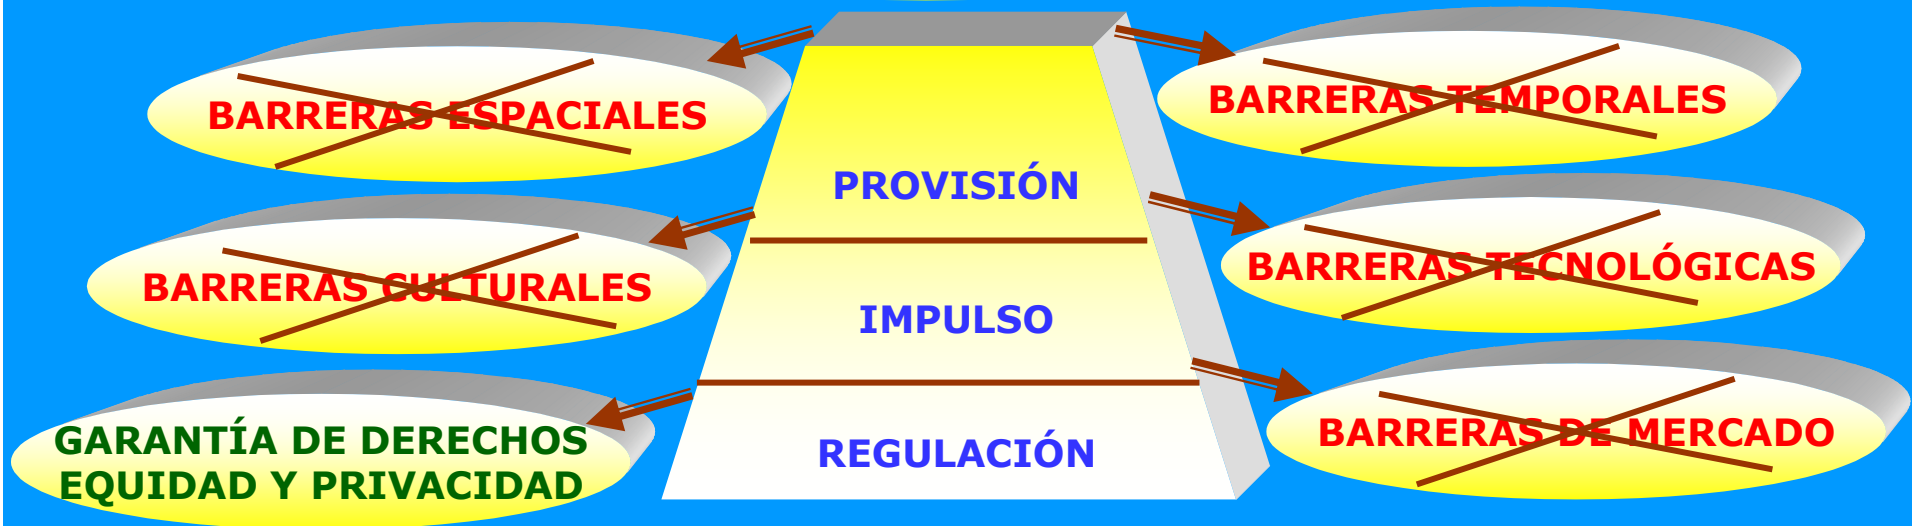 BARRERAS ESPACIALES
BARRERAS TEMPORALES
PROVISIÓN
BARRERAS CULTURALES
BARRERAS TECNOLÓGICAS
IMPULSO
GARANTÍA DE DERECHOS
EQUIDAD Y PRIVACIDAD
REGULACIÓN
BARRERAS DE MERCADO